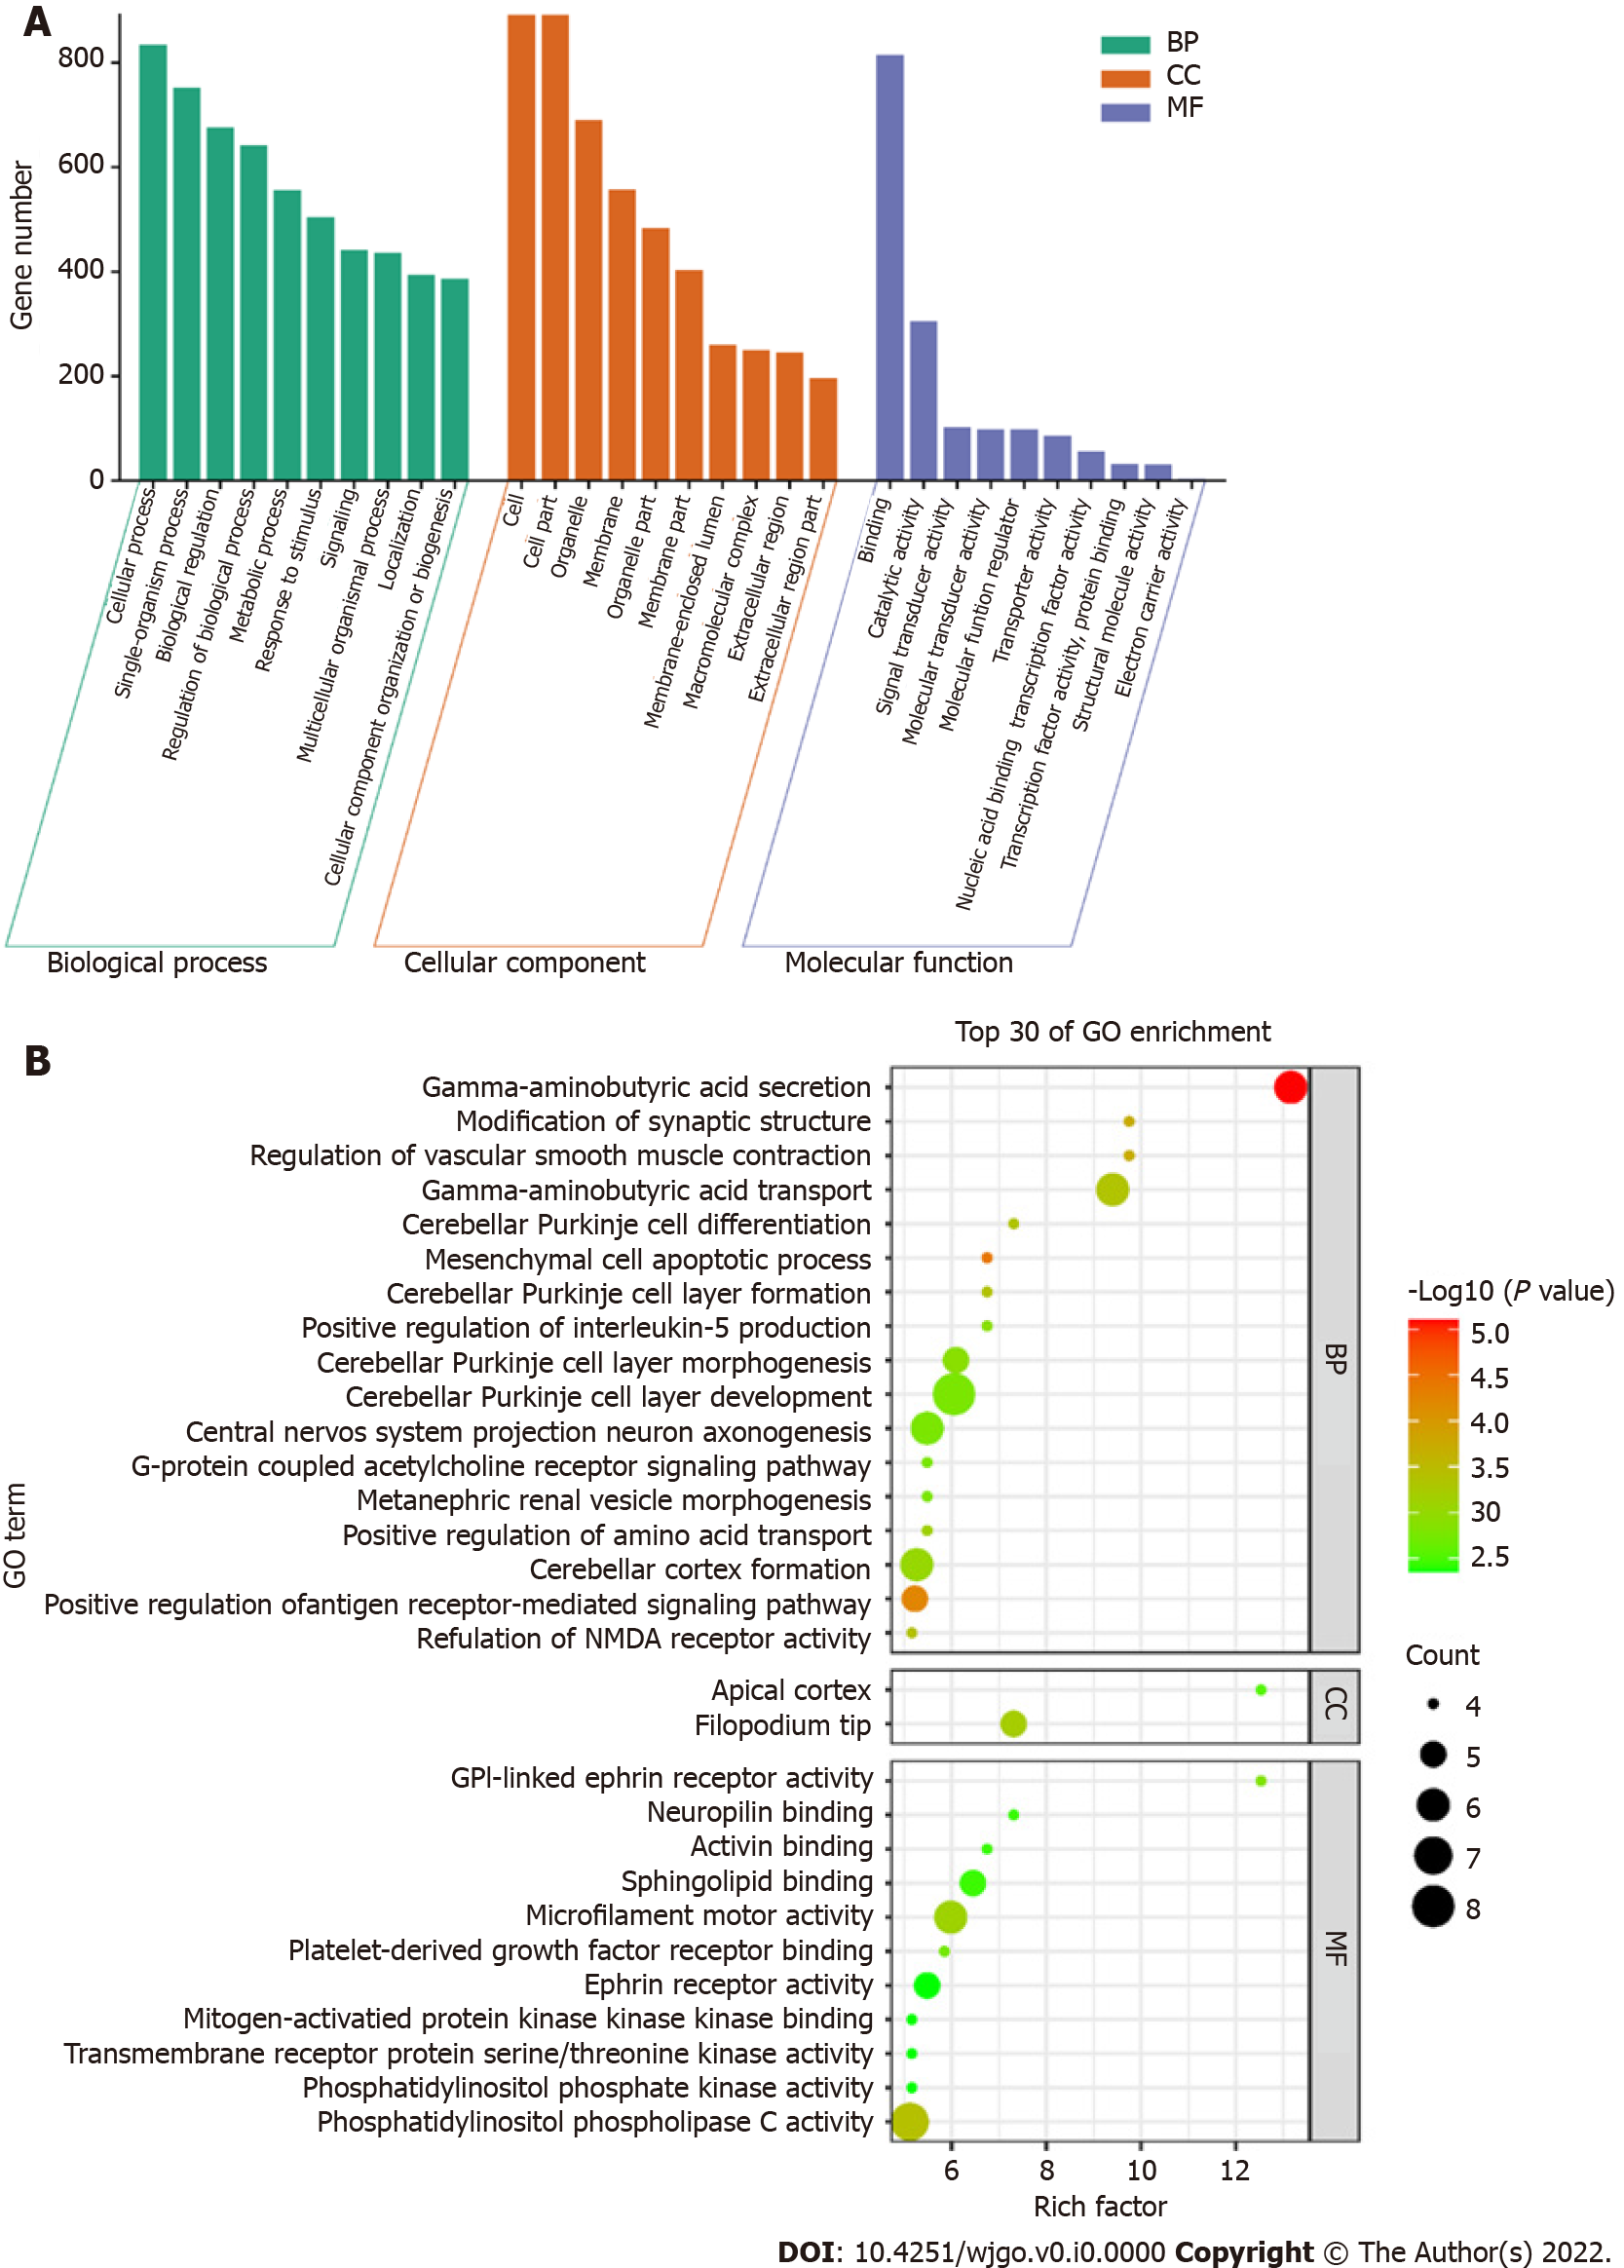 A
800
600
400
200
0
Gene number
BP
CC
MF
Cellular process
Single-organism process
Biological regulation
Regulation of biological process
Metabolic process
Response to stimulus
Signaling
Multicellular organismal process
Localization
Cellular component organization or biogenesis
Cell
Cell part
Organelle
Membrane
Organelle part
Membrane part
Membrane-enclosed lumen
Macromolecular complex
Extracellular region
Extracellular region part
Binding
Catalytic activity
Signal transducer activity
Molecular transducer activity
Molecular funtion regulator
Transporter activity
Nucleic acid binding transcription factor activity
Transcription factor activity, protein binding
Structural molecule activity
Electron carrier activity
Biological process
Cellular component
Molecular function
B
Top 30 of GO enrichment
GO term
Gamma-aminobutyric acid secretion
Modification of synaptic structure
Regulation of vascular smooth muscle contraction
Gamma-aminobutyric acid transport
Cerebellar Purkinje cell differentiation
Mesenchymal cell apoptotic process
Cerebellar Purkinje cell layer formation
Positive regulation of interleukin-5 production
Cerebellar Purkinje cell layer morphogenesis
Cerebellar Purkinje cell layer development
Central nervos system projection neuron axonogenesis
G-protein coupled acetylcholine receptor signaling pathway
Metanephric renal vesicle morphogenesis
Positive regulation of amino acid transport
Cerebellar cortex formation
Positive regulation ofantigen receptor-mediated signaling pathway
Refulation of NMDA receptor activity
BP
Apical cortex
Filopodium tip
CC
GPl-linked ephrin receptor activity
Neuropilin binding
Activin binding
Sphingolipid binding
Microfilament motor activity
Platelet-derived growth factor receptor binding
Ephrin receptor activity
Mitogen-activatied protein kinase kinase kinase binding
Transmembrane receptor protein serine/threonine kinase activity
Phosphatidylinositol phosphate kinase activity
Phosphatidylinositol phospholipase C activity
MF
6 8 10 12
Rich factor
-Log10 (P value)
5.0
4.5
4.0
3.5
30
2.5
Count
4
5
6
7
8
DOI: 10.4251/wjgo.v0.i0.0000 Copyright © The Author(s) 2022.